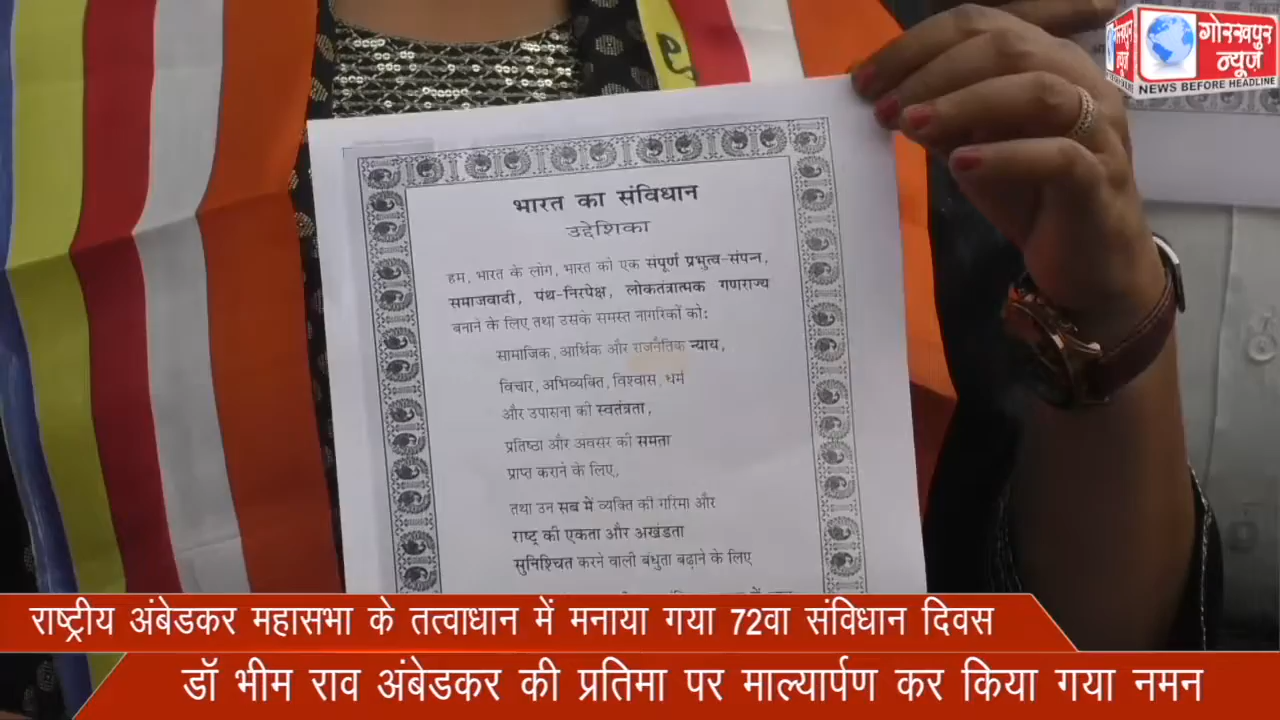 गोरखपुर
न्यूज़
गोरखपुर
न्यूज़
NEWS BEFORE HEADLINE
भारत का संविधान
उद्देशिका
हम, भारत के लोग, भारत को एक संपूर्ण प्रभुत्व-संपन्न,
समाजवादी, पंथ-निरपेक्ष, लोकतंत्रात्मक गणराज्य
बनाने के लिए तथा उसके समस्त नागरिकों को:
सामाजिक, आर्थिक और राजनैतिक न्याय,
विचार, अभिव्यक्ति, विश्वास, धर्म
और उपासना की स्वतंत्रता,
प्रतिष्ठा और अवसर की समता
प्राप्त कराने के लिए,
तथा उन सब में व्यक्ति की गरिमा और
राष्ट्र की एकता और अखंडता
सुनिश्चित करने वाली बंधुता बढ़ाने के लिए
राष्ट्रीय अंबेडकर महासभा के तत्वाधान में मनाया गया 72वा संविधान दिवस
डॉ भीम राव अंबेडकर की प्रतिमा पर माल्यार्पण कर किया गया नमन